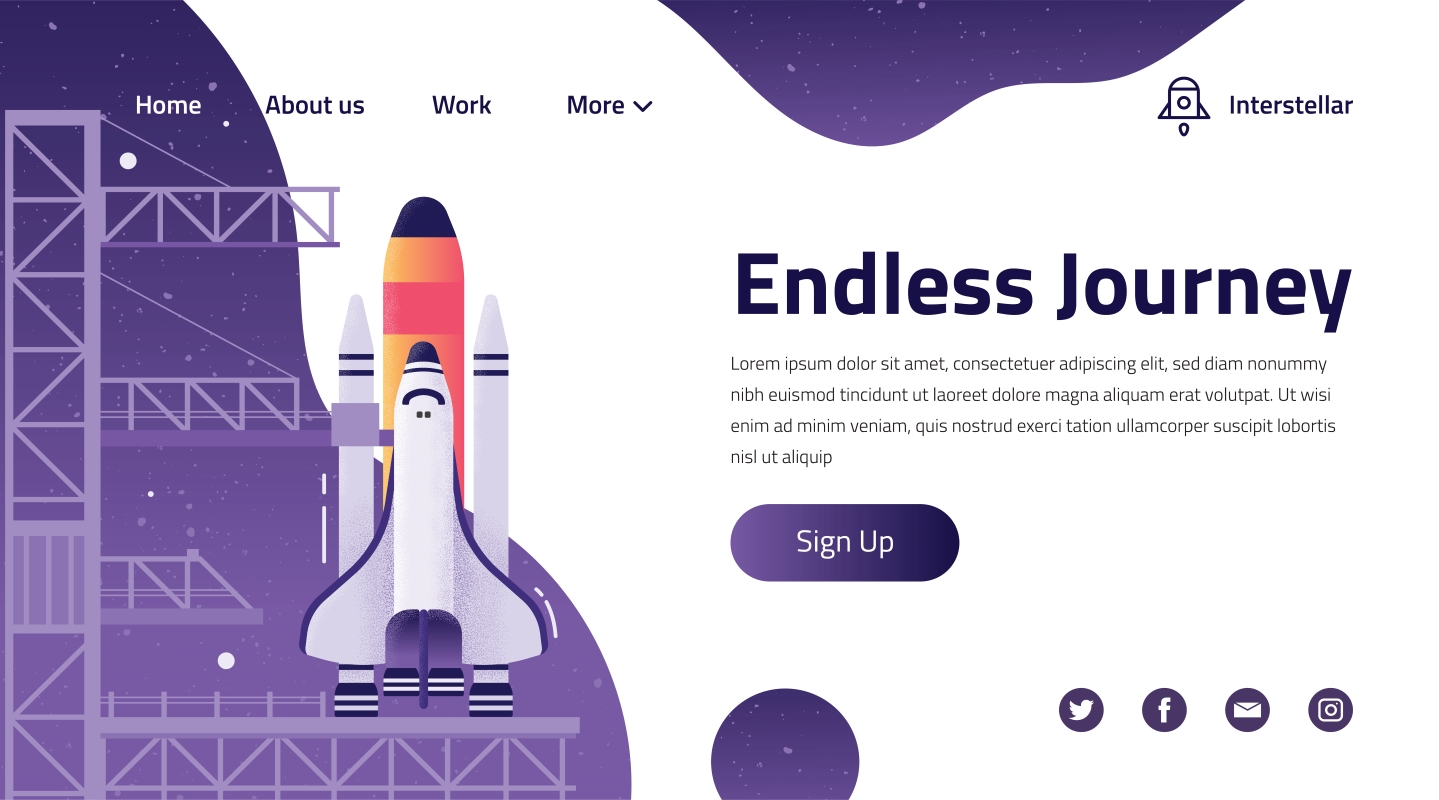 Home About us Work More Interstellar
Endless Journey
Lorem ipsum dolor sit amet, consectetuer adipiscing elit, sed diam nonummy
nibh euismod tincidunt ut laoreet dolore magna aliquam erat volutpat. Ut wisi
enim ad minim veniam, quis nostrud exerci tation ullamcorper suscipit lobortis
nisl ut aliquip
Sign Up